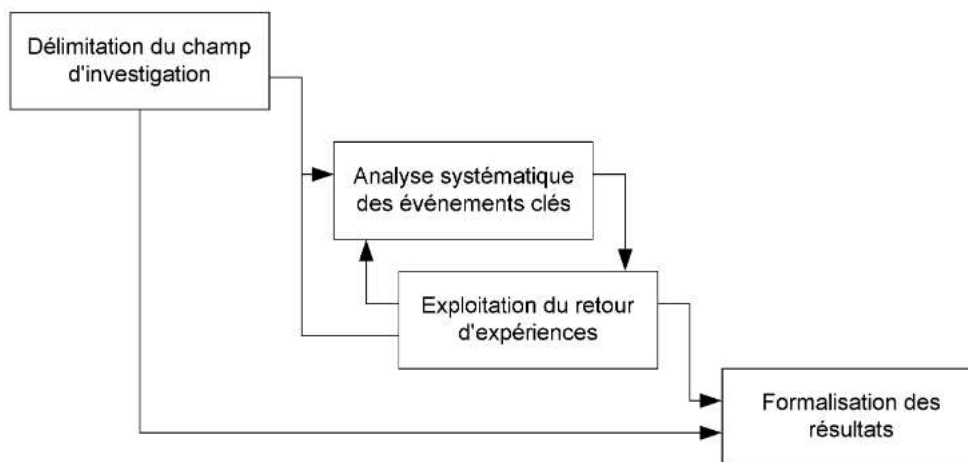 Délimitation du champ
d'investigation
Analyse systématique
des événements clés
Exploitation du retour
d'expériences
Formalisation des
résultats